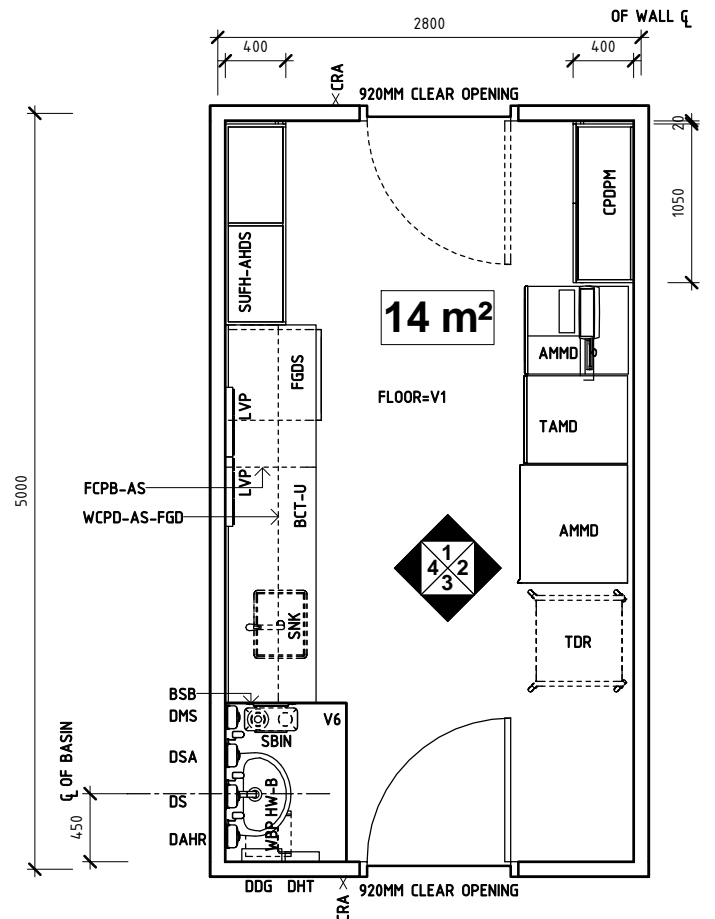 OF WALL ℄
2800
400
400
CRA
920MM CLEAR OPENING
20
1050
CPDPM
SUFH-AHDS
14 m²
AMMD
FGDS
FLOOR=V1
LVP
TAMD
5000
LVP
FCPB-AS
BCT-U
WCPD-AS-FGD
AMMD
1
4 2
3
SNK
TDR
BSB
DMS
V6
SBIN
℄ OF BASIN
DSA
HW-B
DS
450
WBP
DAHR
DDG
DHT
CRA
920MM CLEAR OPENING